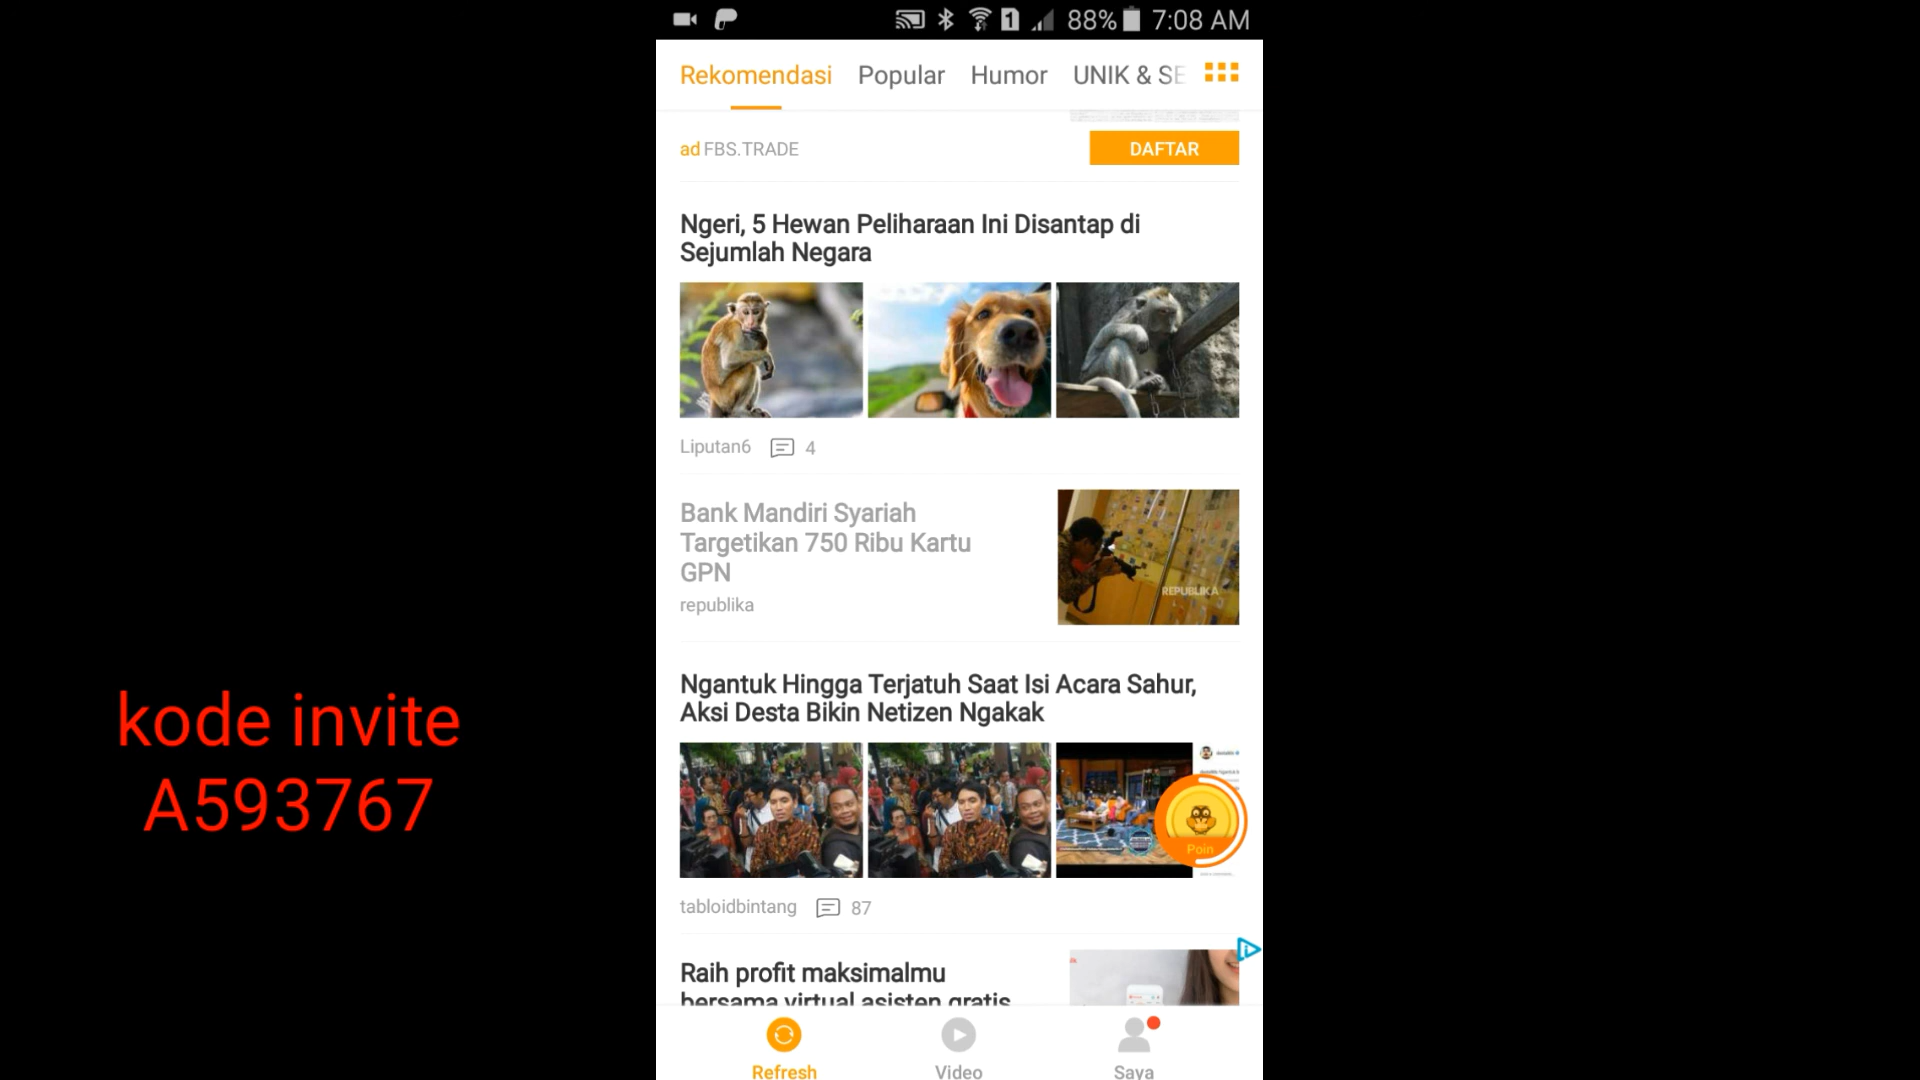 88% 7:08 AM
Rekomendasi Popular Humor UNIK & SE
ad FBS.TRADE DAFTAR
Ngeri, 5 Hewan Peliharaan Ini Disantap di
Sejumlah Negara
Liputan6 4
Bank Mandiri Syariah
Targetikan 750 Ribu Kartu
GPN
republika
REPUBLIKA
Ngantuk Hingga Terjatuh Saat Isi Acara Sahur,
Aksi Desta Bikin Netizen Ngakak
Poin
tabloidbintang 87
Raih profit maksimalmu
bersama virtual asisten gratis
Refresh Video Saya
kode invite
A593767